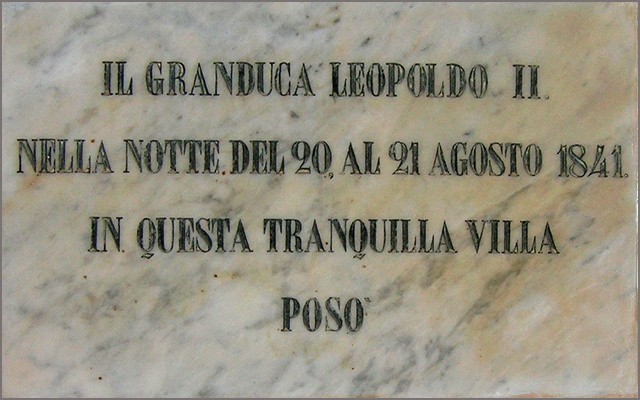 IL GRANDUCA LEOPOLDO II.
NELLA NOTTE DEL 20, AL 21 AGOSTO 1841.
IN QUESTA TRANQUILLA VILLA
POSO'